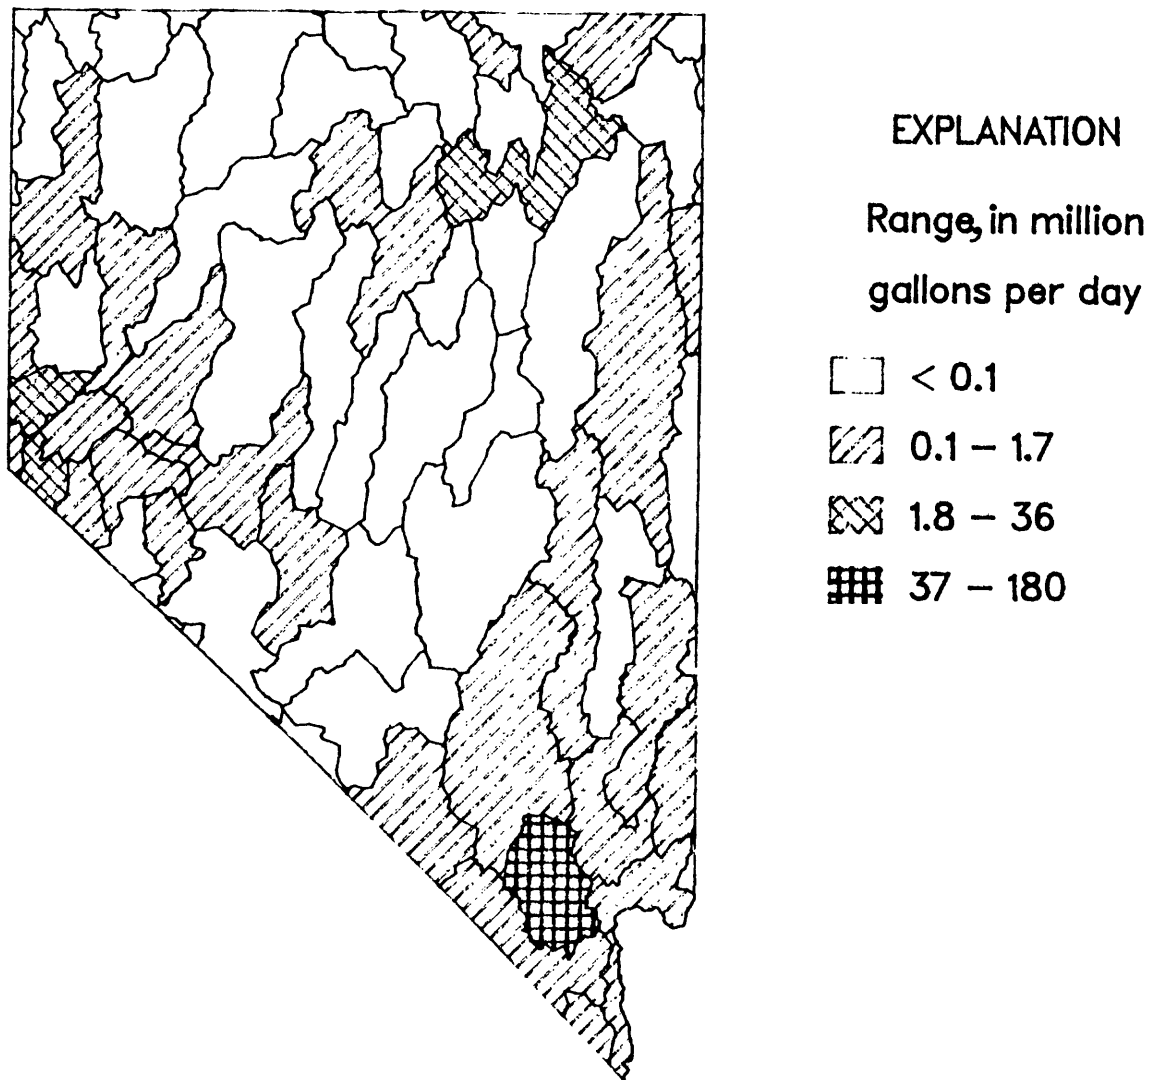 EXPLANATION
Range, in million
gallons per day
< 0.1
0.1 – 1.7
1.8 – 36
37 – 180